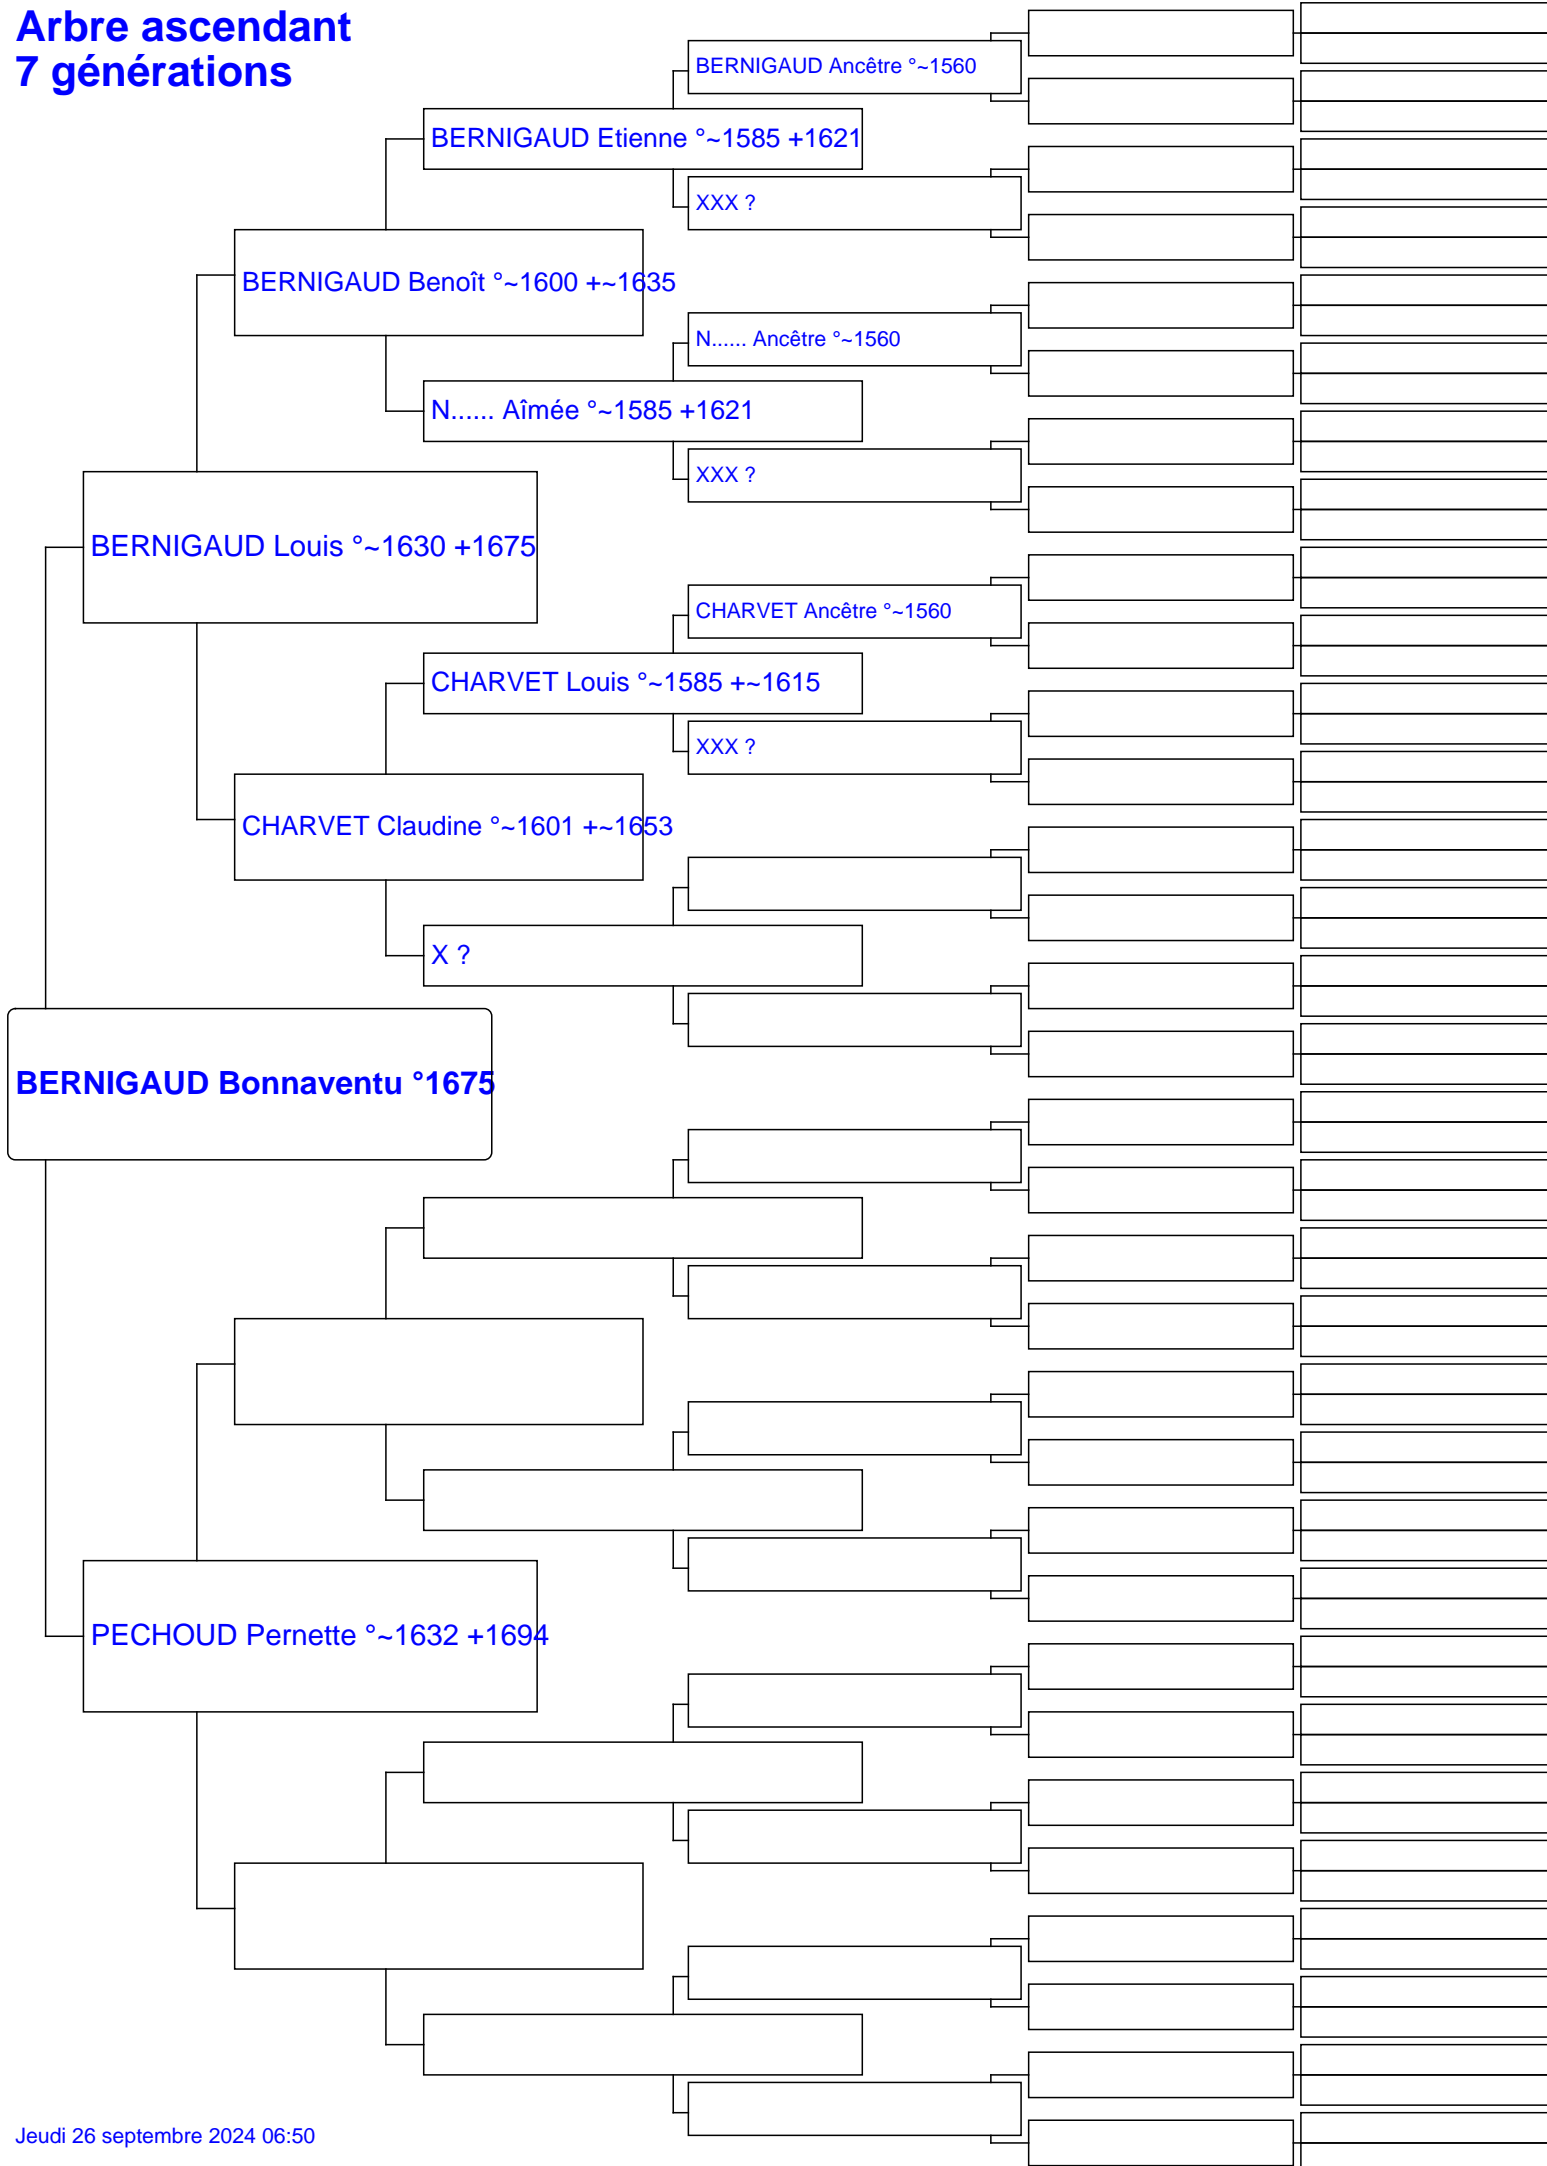 Arbre ascendant
7 générations
BERNIGAUD Ancêtre °~1560
BERNIGAUD Etienne °~1585 +1621
XXX ?
BERNIGAUD Benoît °~1600 +~1635
N...... Ancêtre °~1560
N...... Aîmée °~1585 +1621
XXX ?
BERNIGAUD Louis °~1630 +1675
CHARVET Ancêtre °~1560
CHARVET Louis °~1585 +~1615
XXX ?
CHARVET Claudine °~1601 +~1653
X ?
BERNIGAUD Bonnaventu °1675
PECHOUD Pernette °~1632 +1694
Jeudi 26 septembre 2024 06:50